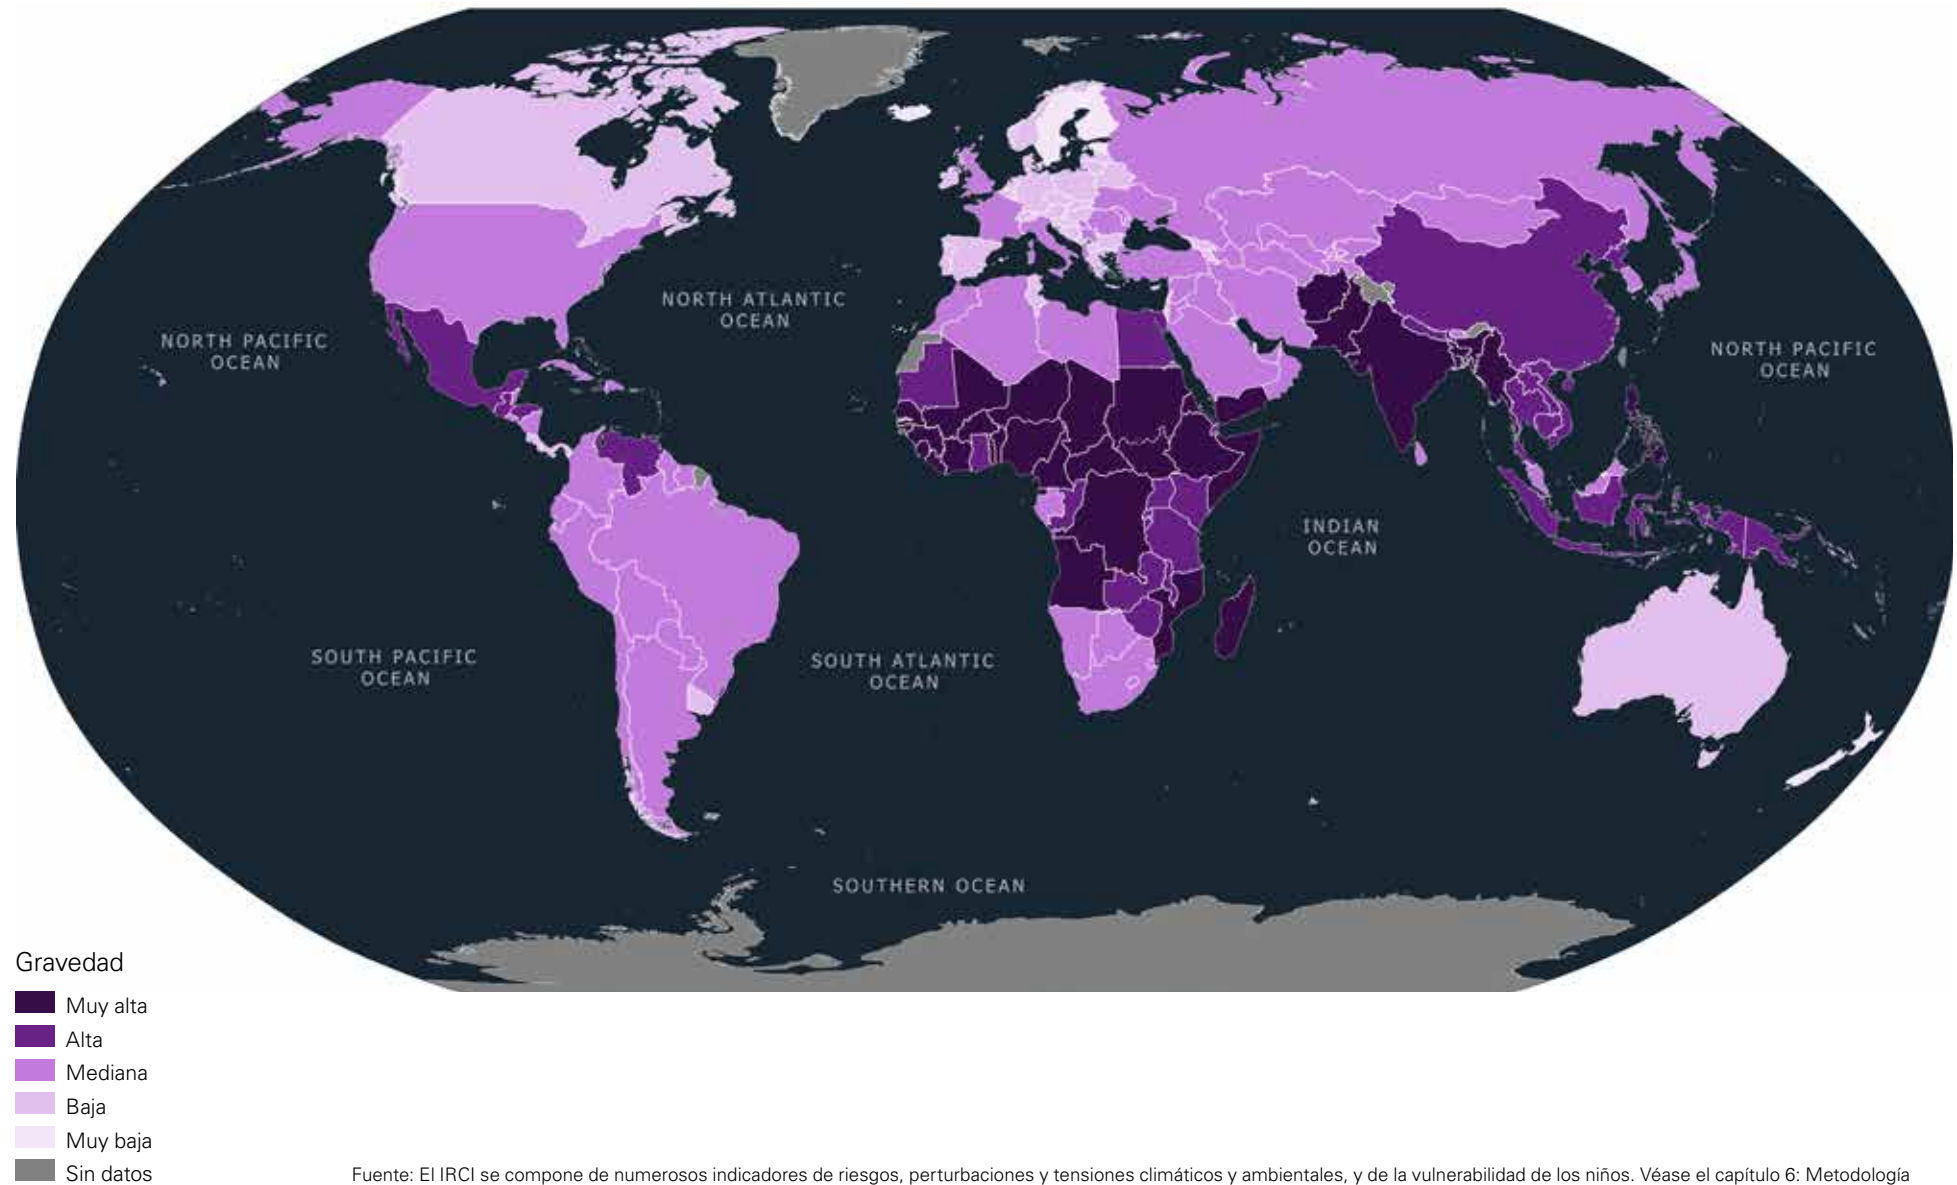 NORTH ATLANTIC
OCEAN
NORTH PACIFIC
OCEAN
NORTH PACIFIC
OCEAN
INDIAN
OCEAN
SOUTH PACIFIC
OCEAN
SOUTH ATLANTIC
OCEAN
SOUTHERN OCEAN
Gravedad
Muy alta
Alta
Mediana
Baja
Muy baja
Sin datos
Fuente: El IRCI se compone de numerosos indicadores de riesgos, perturbaciones y tensiones climáticos y ambientales, y de la vulnerabilidad de los niños. Véase el capítulo 6: Metodología